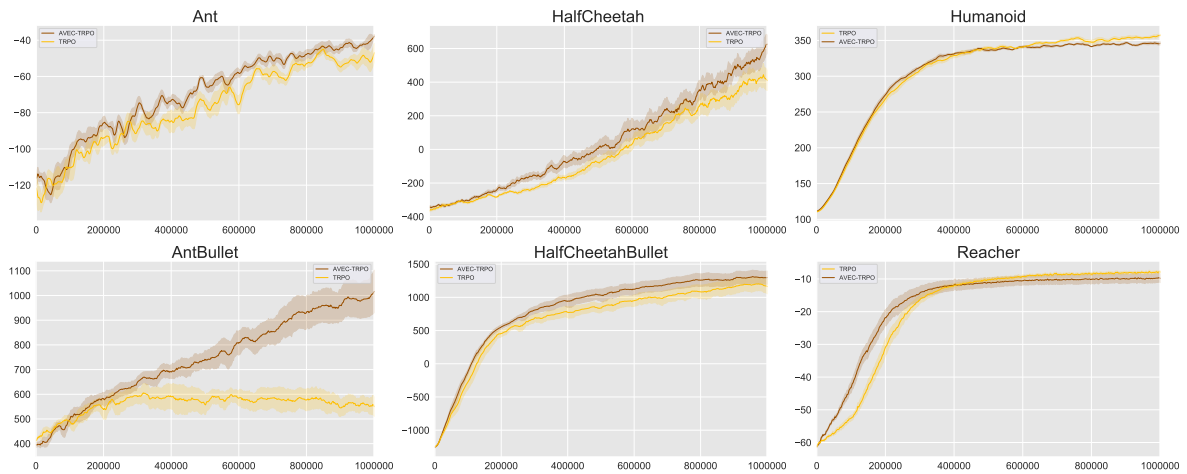 Ant
AVEC-TRPO
TRPO
−40
−60
−80
−100
−120
0 200000 400000 600000 800000 1000000
HalfCheetah
AVEC-TRPO
TRPO
600
400
200
0
−200
−400
0 200000 400000 600000 800000 1000000
Humanoid
TRPO
AVEC-TRPO
350
300
250
200
150
100
0 200000 400000 600000 800000 1000000
AntBullet
AVEC-TRPO
TRPO
1100
1000
900
800
700
600
500
400
0 200000 400000 600000 800000 1000000
HalfCheetahBullet
AVEC-TRPO
TRPO
1500
1000
500
0
−500
−1000
0 200000 400000 600000 800000 1000000
Reacher
TRPO
AVEC-TRPO
−10
−20
−30
−40
−50
−60
0 200000 400000 600000 800000 1000000